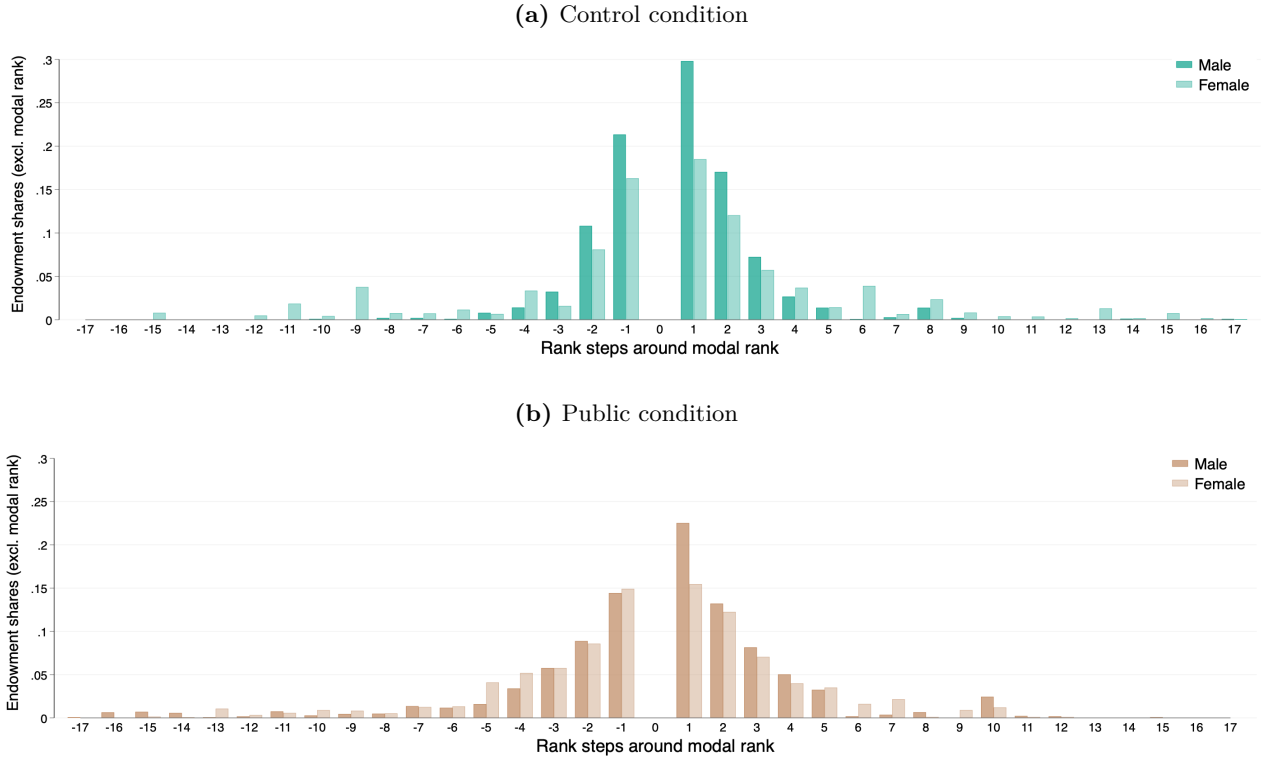 (a) Control condition
Endowment shares (excl. modal rank)
.3
.25
.2
.15
.1
.05
0
Male
Female
-17 -16 -15 -14 -13 -12 -11 -10 -9 -8 -7 -6 -5 -4 -3 -2 -1 0 1 2 3 4 5 6 7 8 9 10 11 12 13 14 15 16 17
Rank steps around modal rank
(b) Public condition
Endowment shares (excl. modal rank)
.3
.25
.2
.15
.1
.05
0
Male
Female
-17 -16 -15 -14 -13 -12 -11 -10 -9 -8 -7 -6 -5 -4 -3 -2 -1 0 1 2 3 4 5 6 7 8 9 10 11 12 13 14 15 16 17
Rank steps around modal rank